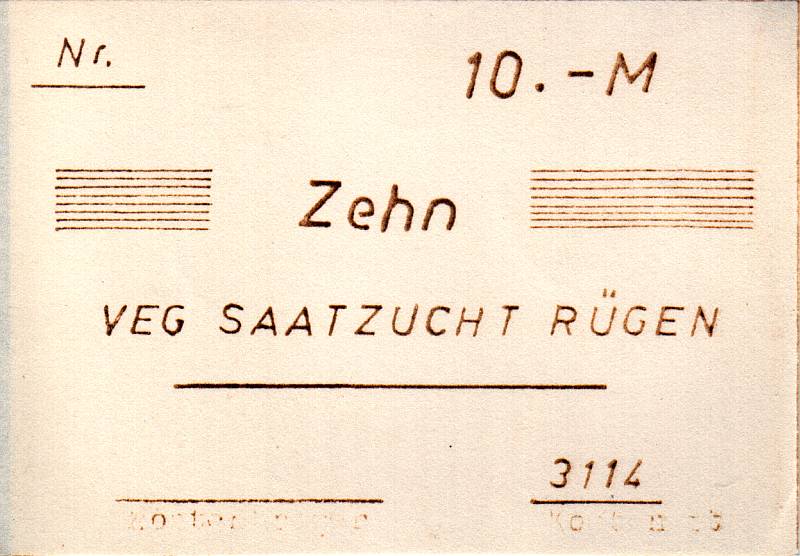 Nr.
10.-M
Zehn
VEG SAATZUCHT RÜGEN
3114